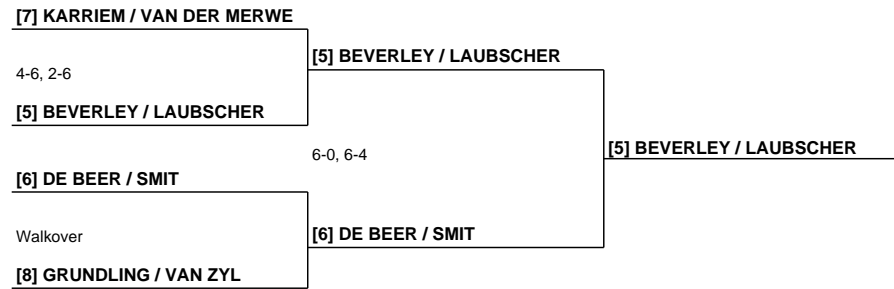 [7] KARRIEM / VAN DER MERWE
[5] BEVERLEY / LAUBSCHER
4-6, 2-6
[5] BEVERLEY / LAUBSCHER
6-0, 6-4
[5] BEVERLEY / LAUBSCHER
[6] DE BEER / SMIT
Walkover
[6] DE BEER / SMIT
[8] GRUNDLING / VAN ZYL